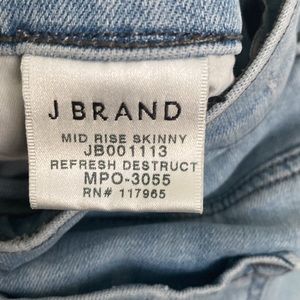 J BRAND
MID RISE SKINNY
JB001113
REFRESH DESTRUCT
MPO-3055
RN# 117965